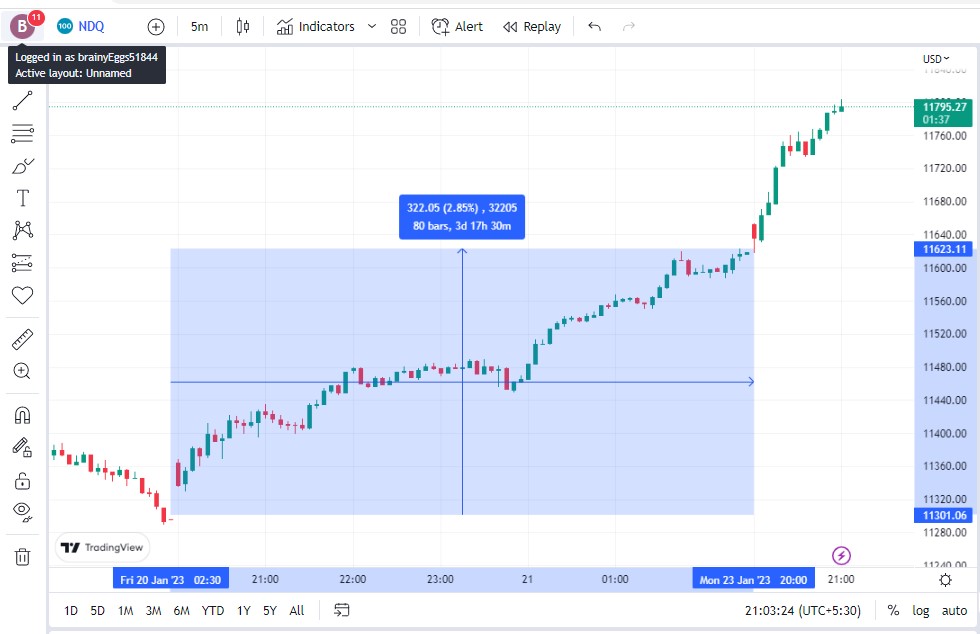 B
11
100 NDQ
5m
Indicators
Alert
Replay
Logged in as brainyEggs51844
Active layout: Unnamed
USD
11840.00
11795.27
01:37
11760.00
11720.00
11680.00
11640.00
11623.11
11600.00
11560.00
11520.00
11480.00
11440.00
11400.00
11360.00
11320.00
11301.06
11280.00
11240.00
322.05 (2.85%) , 32205
80 bars, 3d 17h 30m
T
TradingView
Fri 20 Jan '23 02:30
21:00
22:00
23:00
21
01:00
Mon 23 Jan '23 20:00
21:00
1D 5D 1M 3M 6M YTD 1Y 5Y All
21:03:24 (UTC+5:30)
% log auto